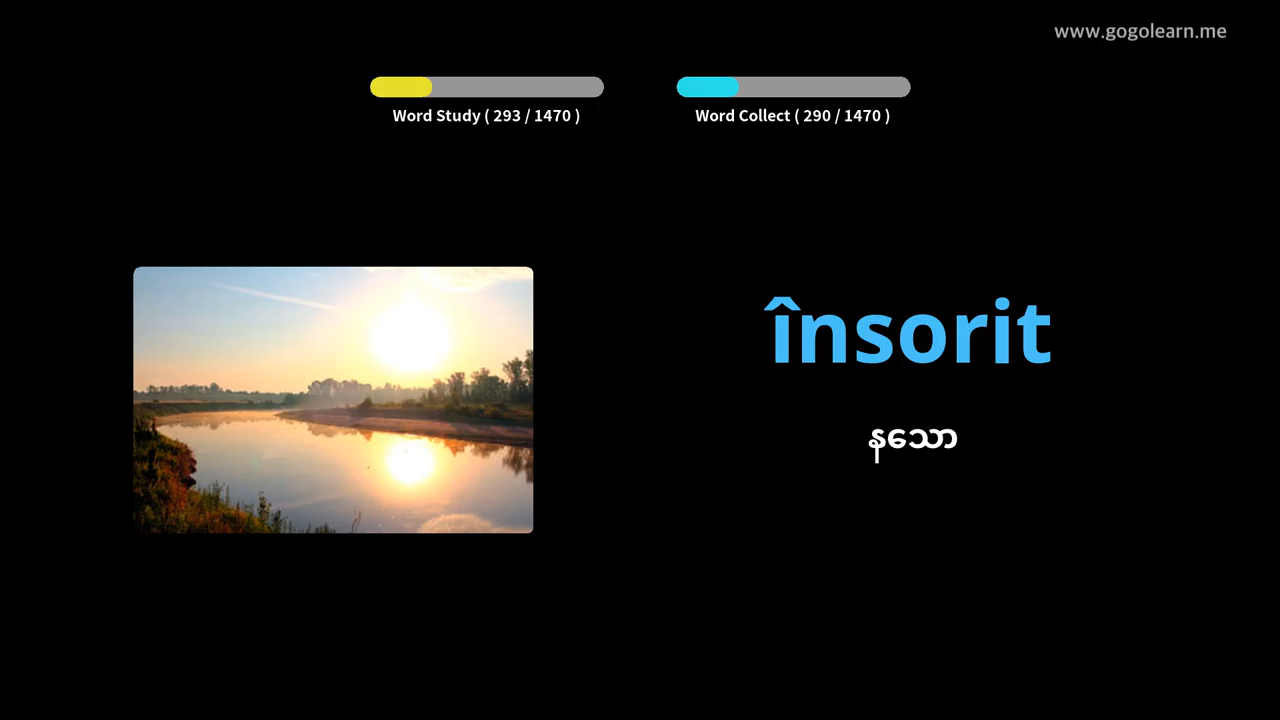 www.gogolearn.me
Word Study ( 293 / 1470 )
Word Collect ( 290 / 1470 )
însorit
နသော